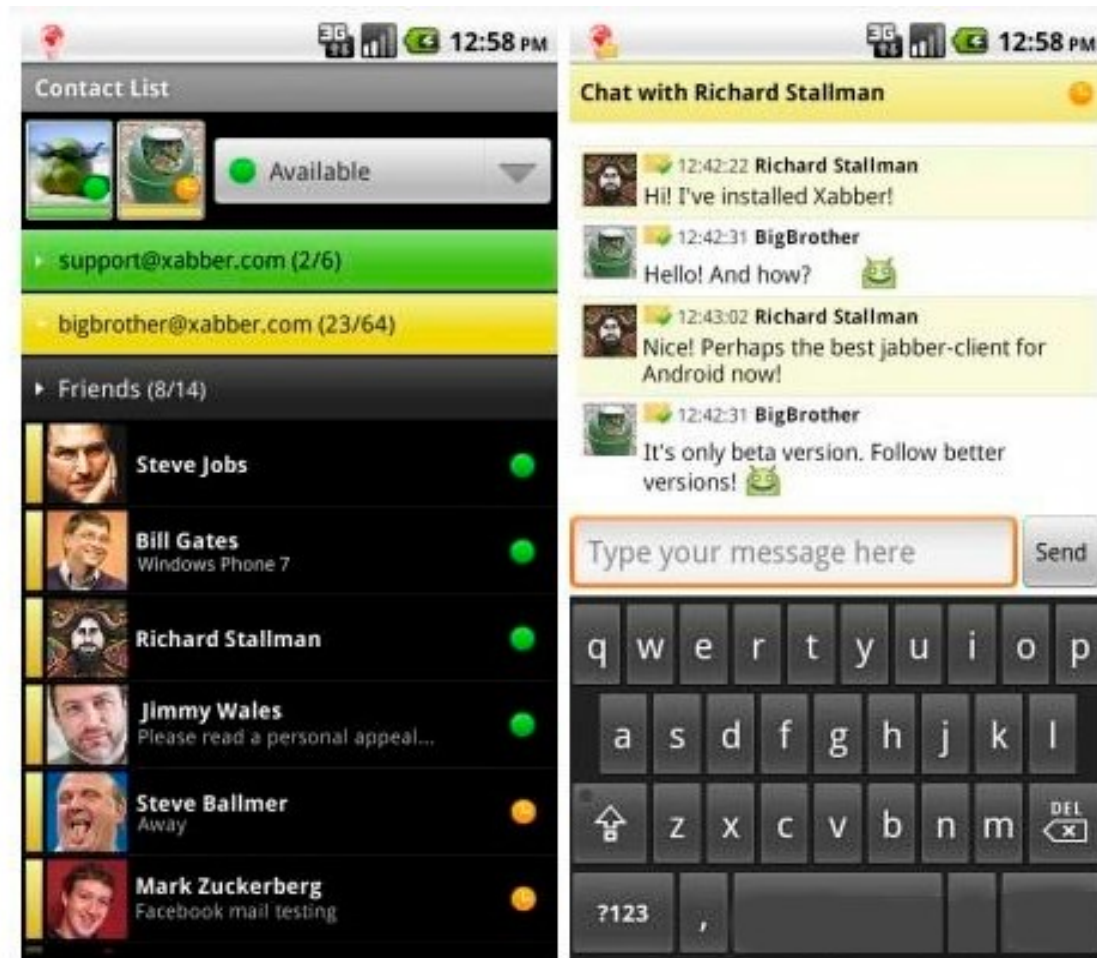 12:58 PM
Contact List
Available
support@xabber.com (2/6)
bigbrother@xabber.com (23/64)
Friends (8/14)
Steve Jobs
Bill Gates
Windows Phone 7
Richard Stallman
Jimmy Wales
Please read a personal appeal...
Steve Ballmer
Away
Mark Zuckerberg
Facebook mail testing
3G 12:58 PM
Chat with Richard Stallman
12:42:22 Richard Stallman
Hi! I've installed Xabber!
12:42:31 BigBrother
Hello! And how?
12:43:02 Richard Stallman
Nice! Perhaps the best jabber-client for
Android now!
12:42:31 BigBrother
It's only beta version. Follow better
versions!
Type your message here
Send
q w e r t y u i o p
a s d f g h j k l
z x c v b n m DEL
?123 ,